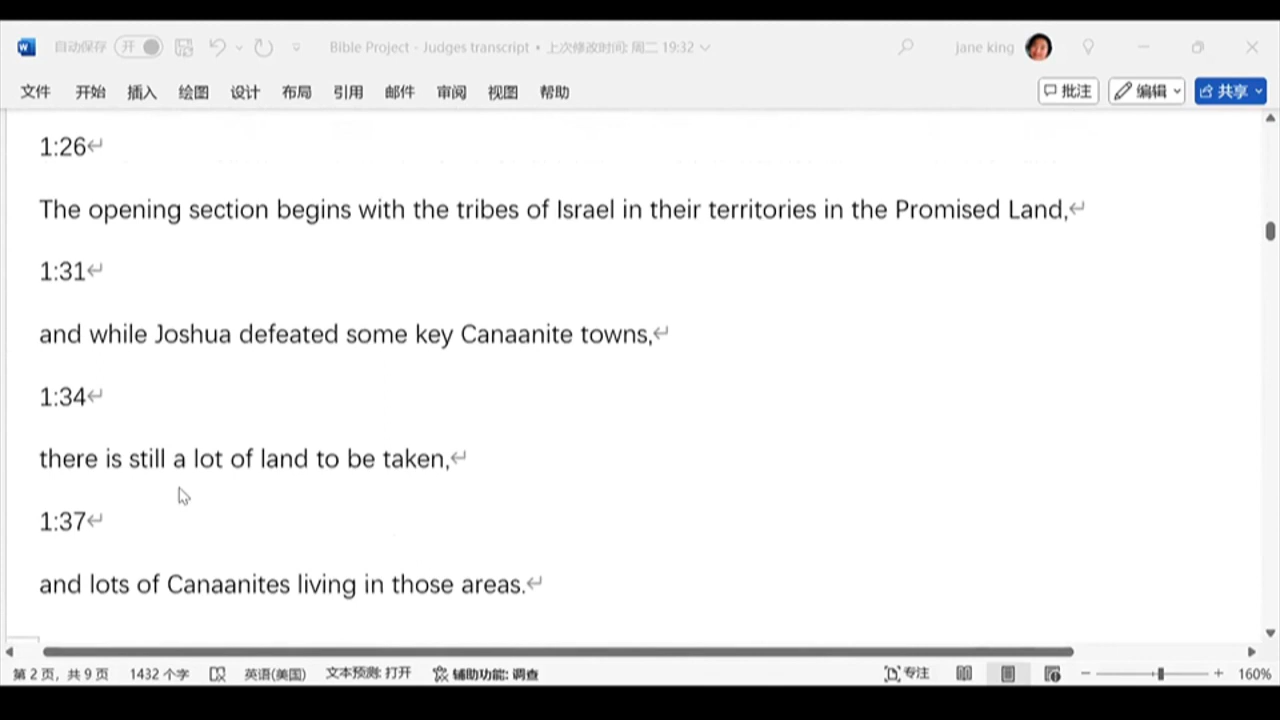 自动保存 开 Bible Project - Judges transcript • 上次修改时间: 周二 19:32 jane king
文件 开始 插入 绘图 设计 布局 引用 邮件 审阅 视图 帮助 批注 编辑 共享
1:26
The opening section begins with the tribes of Israel in their territories in the Promised Land,
1:31
and while Joshua defeated some key Canaanite towns,
1:34
there is still a lot of land to be taken,
1:37
and lots of Canaanites living in those areas.
第 2 页, 共 9 页 1432 个字 英语(美国) 文本预测: 打开 辅助功能: 调查 专注 160%